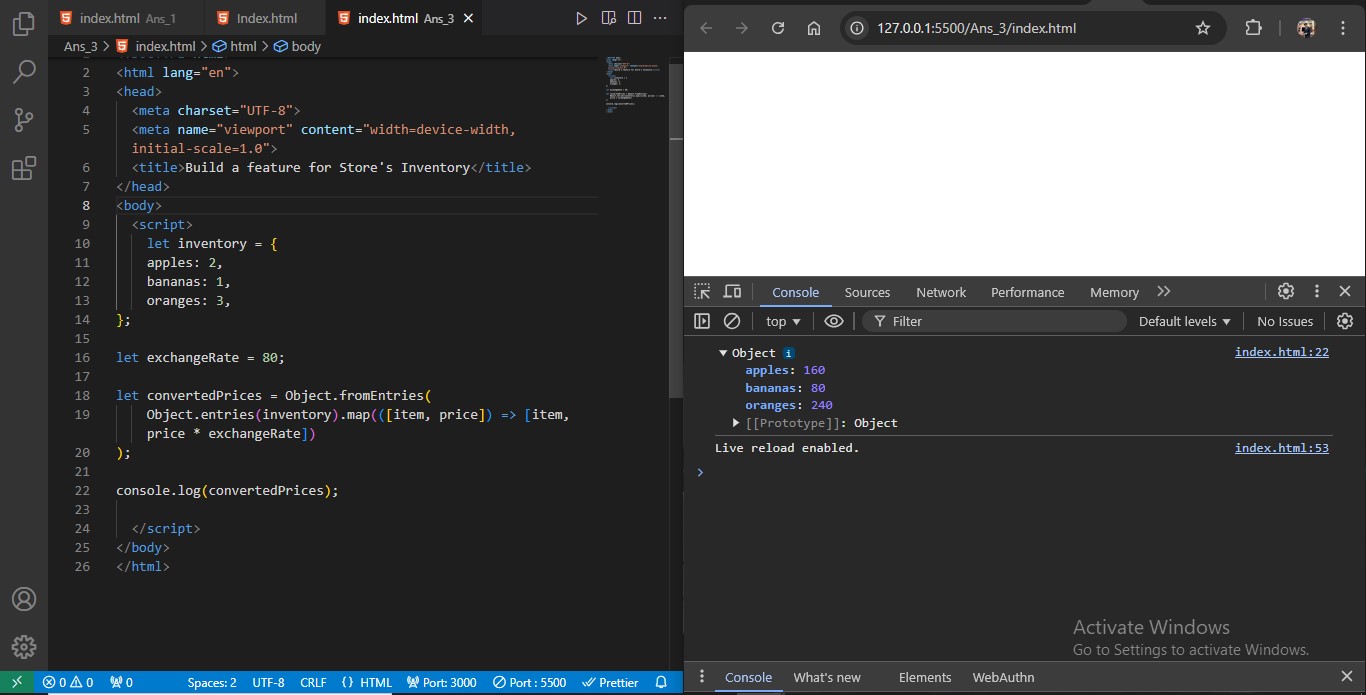 index.html Ans_1
Index.html
index.html Ans_3
Ans_3 > index.html > html > body
2 <html lang="en">
3 <head>
4 <meta charset="UTF-8">
5 <meta name="viewport" content="width=device-width,
initial-scale=1.0">
6 <title>Build a feature for Store's Inventory</title>
7 </head>
8 <body>
9 <script>
10 let inventory = {
11 apples: 2,
12 bananas: 1,
13 oranges: 3,
14 };
15
16 let exchangeRate = 80;
17
18 let convertedPrices = Object.fromEntries(
19 Object.entries(inventory).map(([item, price]) => [item,
price * exchangeRate])
20 );
21
22 console.log(convertedPrices);
23
24 </script>
25 </body>
26 </html>
0 0 0 Spaces: 2 UTF-8 CRLF {} HTML Port: 3000 Port : 5500 Prettier
127.0.0.1:5500/Ans_3/index.html
Console Sources Network Performance Memory
top Filter Default levels No Issues
Object i index.html:22
apples: 160
bananas: 80
oranges: 240
[[Prototype]]: Object
Live reload enabled. index.html:53
Activate Windows
Go to Settings to activate Windows.
Console What's new Elements WebAuthn